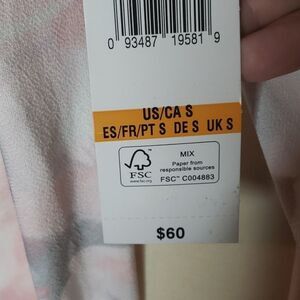 0 93487 19581 9
US/CA S
ES/FR/PT S DE S UK S
FSC
www.fsc.org
MIX
Paper from
responsible sources
FSC™ C004883
$60